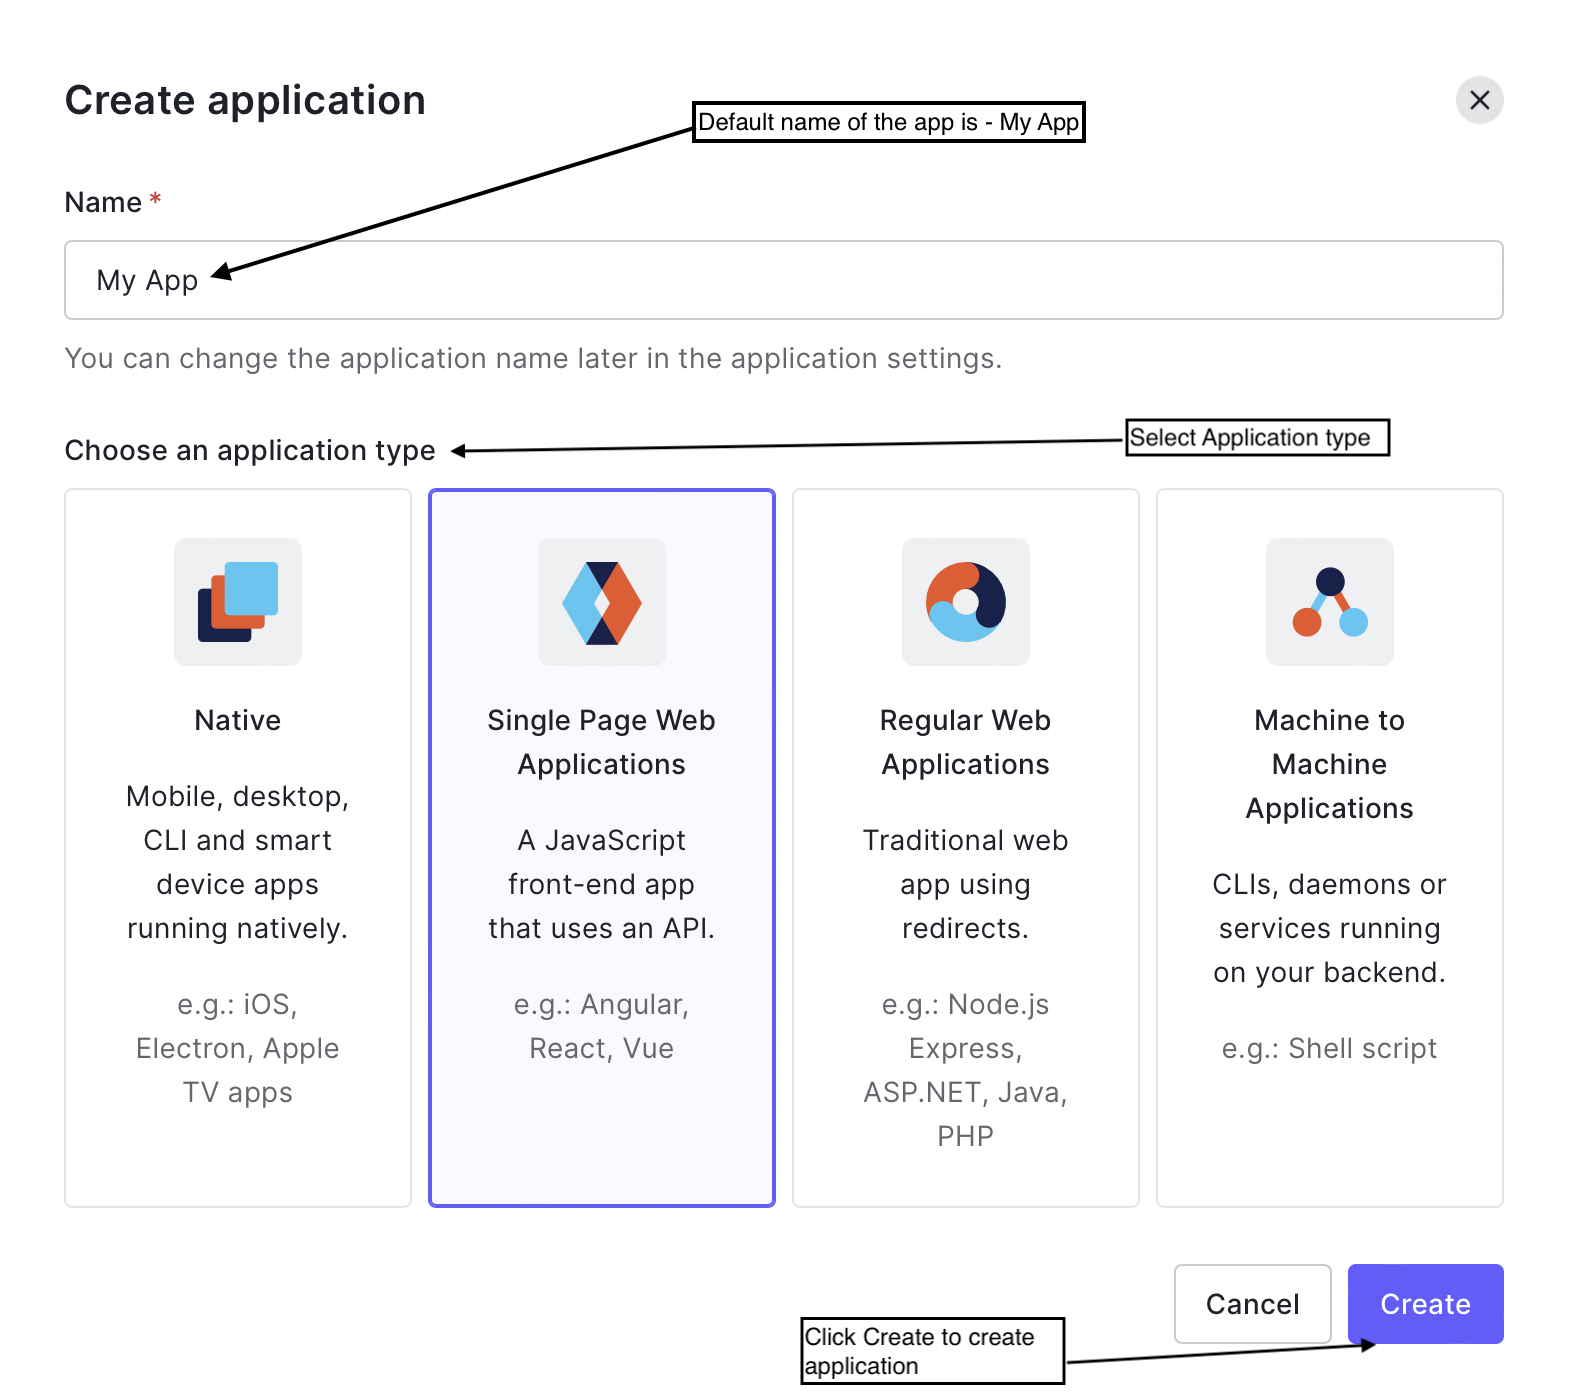 Create application
Default name of the app is - My App
Name *
My App
You can change the application name later in the application settings.
Choose an application type
Select Application type
Native
Mobile, desktop,
CLI and smart
device apps
running natively.
e.g.: iOS,
Electron, Apple
TV apps
Single Page Web
Applications
A JavaScript
front-end app
that uses an API.
e.g.: Angular,
React, Vue
Regular Web
Applications
Traditional web
app using
redirects.
e.g.: Node.js
Express,
ASP.NET, Java,
PHP
Machine to
Machine
Applications
CLIs, daemons or
services running
on your backend.
e.g.: Shell script
Cancel
Create
Click Create to create
application